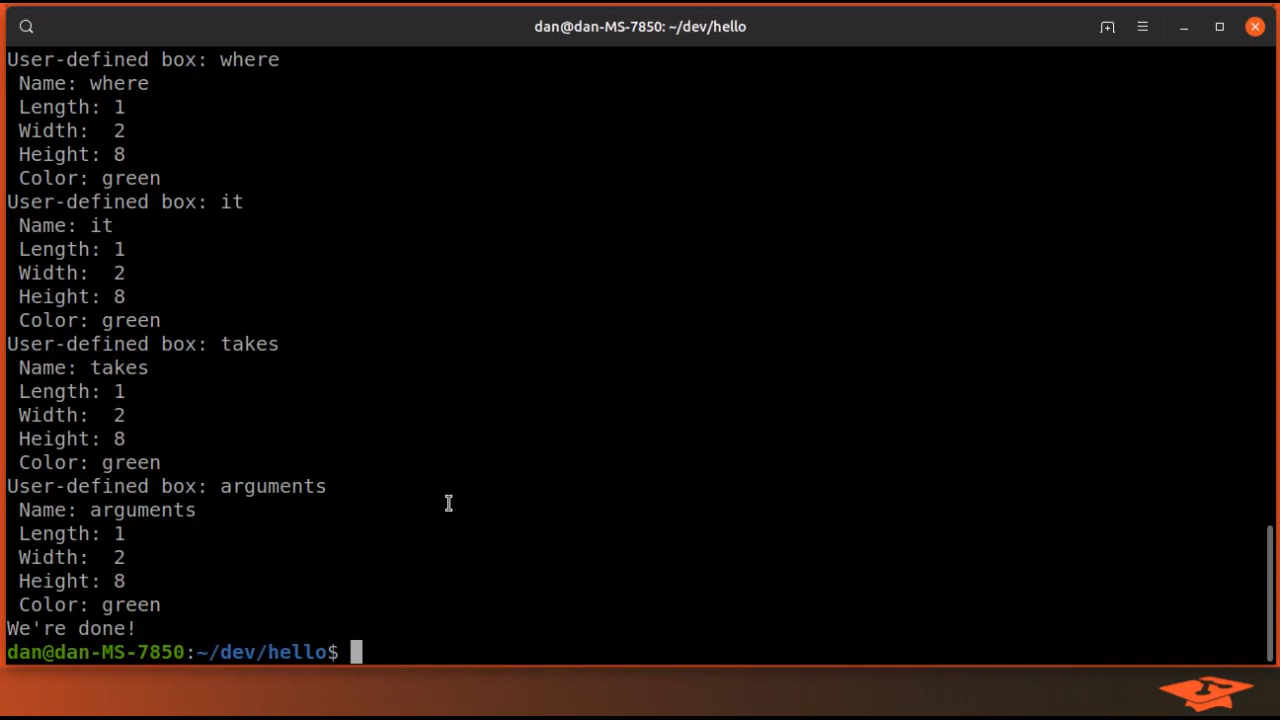 dan@dan-MS-7850: ~/dev/hello
User-defined box: where
Name: where
Length: 1
Width:  2
Height: 8
Color: green
User-defined box: it
Name: it
Length: 1
Width:  2
Height: 8
Color: green
User-defined box: takes
Name: takes
Length: 1
Width:  2
Height: 8
Color: green
User-defined box: arguments
Name: arguments
Length: 1
Width:  2
Height: 8
Color: green
We're done!
dan@dan-MS-7850:~/dev/hello$